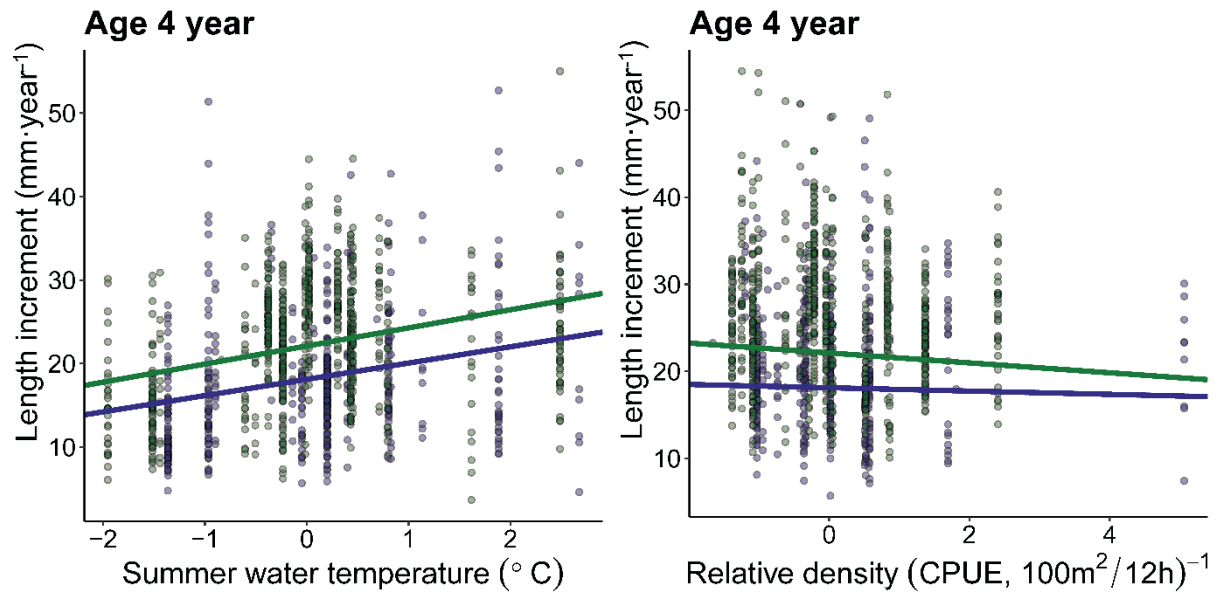 Age 4 year
Length increment (mm·year⁻¹)
50
40
30
20
10
−2 −1 0 1 2
Summer water temperature (° C)
Age 4 year
Length increment (mm·year⁻¹)
50
40
30
20
10
0 2 4
Relative density (CPUE, 100m²/12h)⁻¹